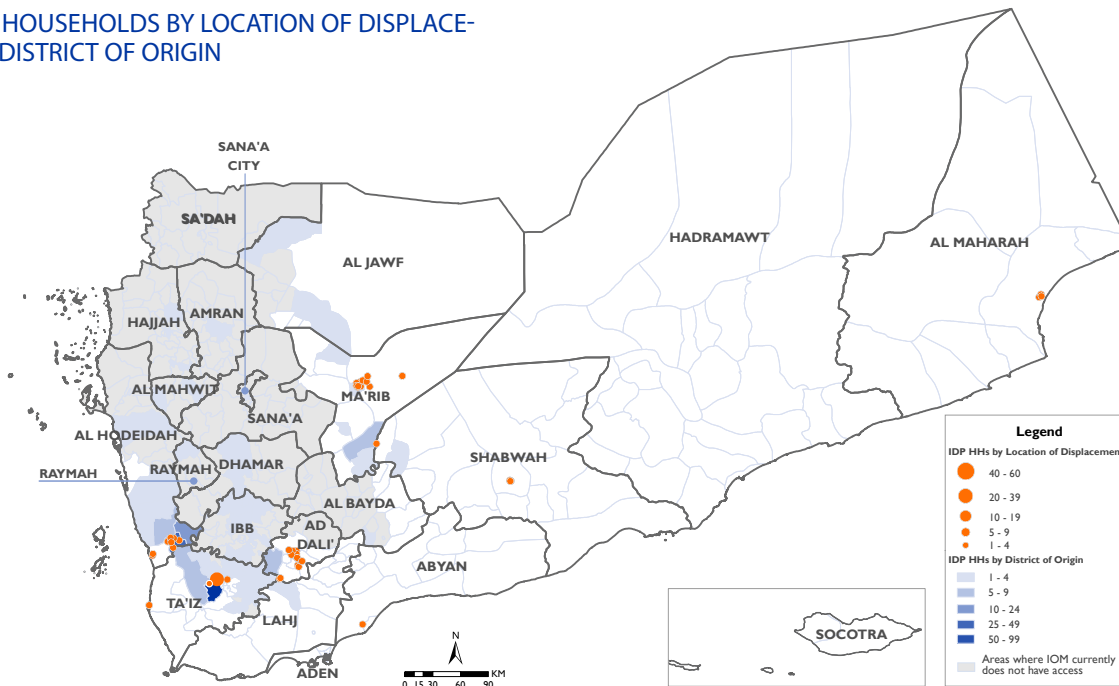 HOUSEHOLDS BY LOCATION OF DISPLACE-
DISTRICT OF ORIGIN
SANA'A
CITY
SA'DAH
HADRAMAWT
AL MAHARAH
AL JAWF
HAJJAH
AMRAN
AL MAHWIT
MA'RIB
SANA'A
AL HODEIDAH
SHABWAH
RAYMAH
RAYMAH
DHAMAR
AL BAYDA
IBB
AD
DALI'
ABYAN
TA'IZ
LAHJ
SOCOTRA
ADEN
N
KM
0 15 30 60 90
Legend
IDP HHs by Location of Displacement
40 - 60
20 - 39
10 - 19
5 - 9
1 - 4
IDP HHs by District of Origin
1 - 4
5 - 9
10 - 24
25 - 49
50 - 99
Areas where IOM currently
does not have access